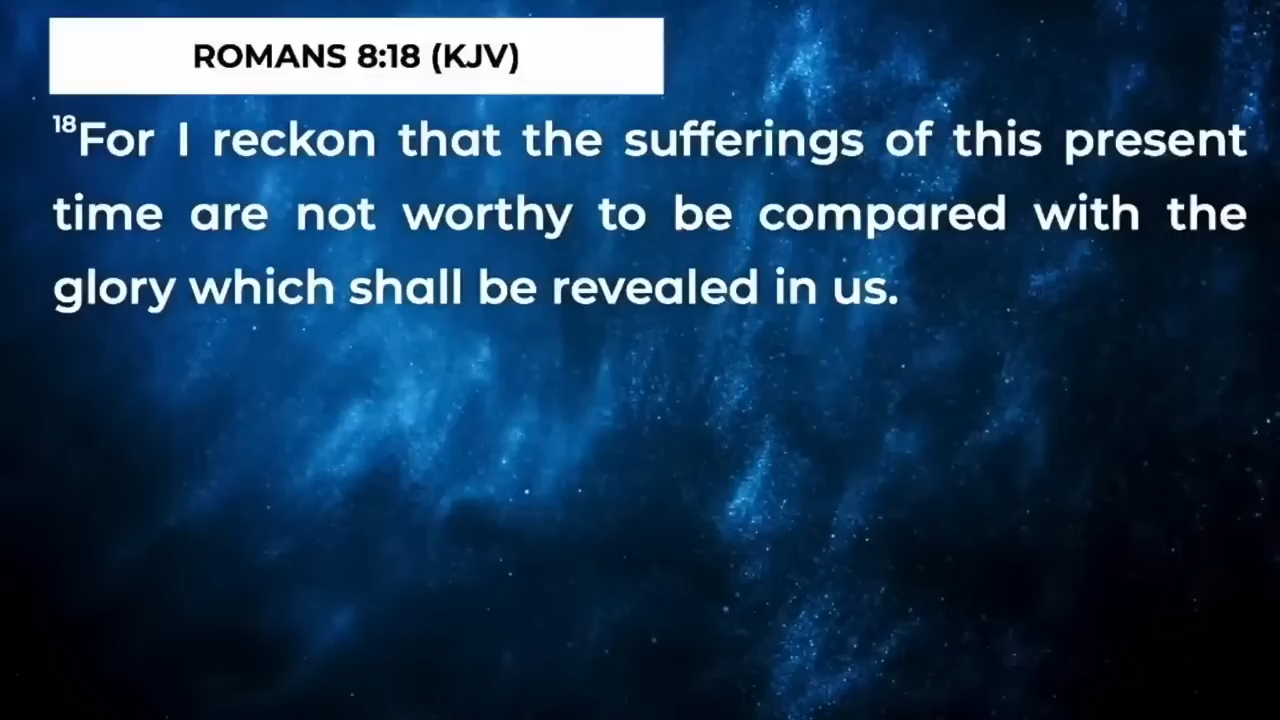 ROMANS 8:18 (KJV)
18For I reckon that the sufferings of this present
time are not worthy to be compared with the
glory which shall be revealed in us.